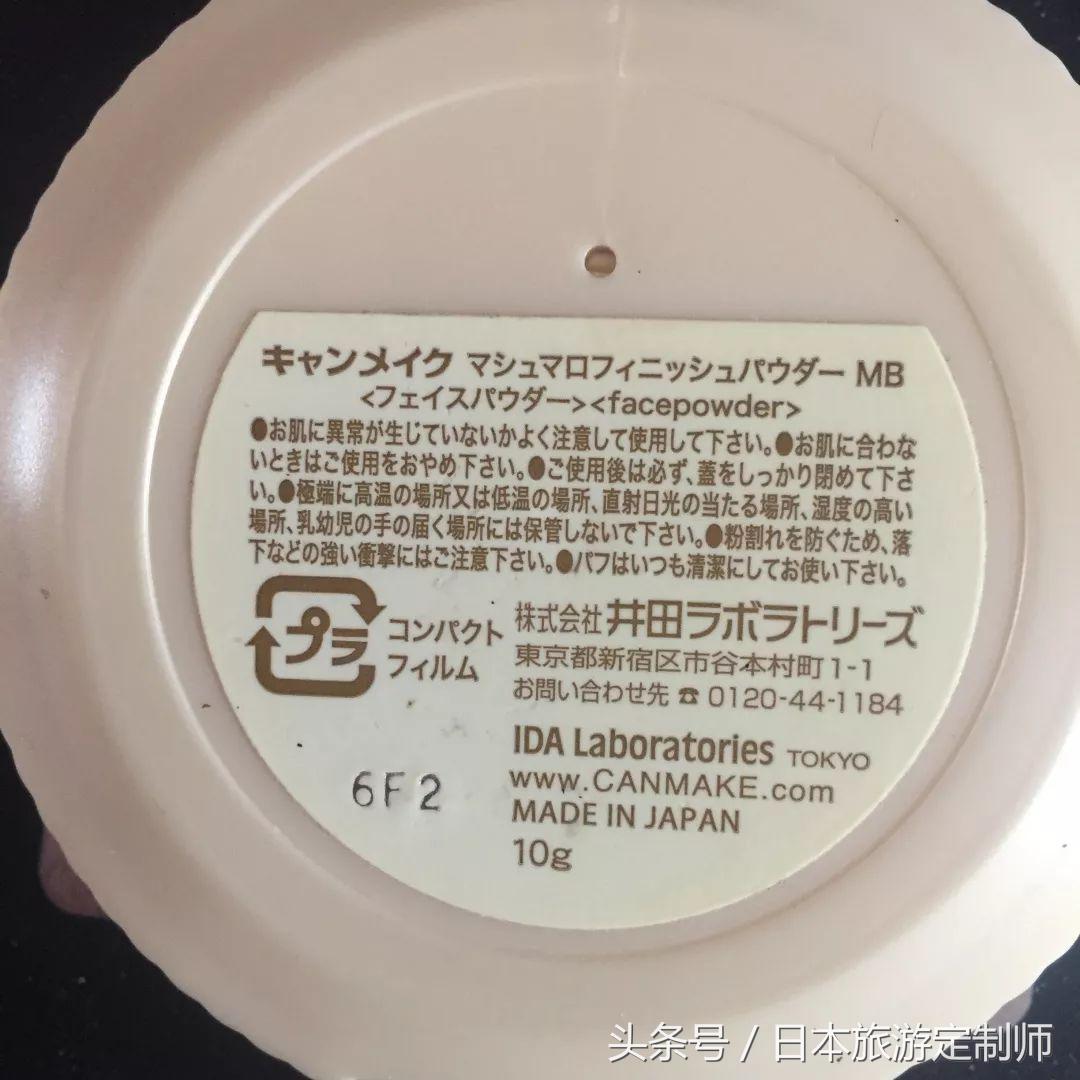 キャンメイク マシュマロフィニッシュパウダー MB
<フェイスパウダー><facepowder>
●お肌に異常が生じていないかよく注意して使用して下さい。●お肌に合わな
いときはご使用をおやめ下さい。●ご使用後は必ず、蓋をしっかり閉めて下さ
い。●極端に高温の場所又は低温の場所、直射日光の当たる場所、湿度の高い
場所、乳幼児の手の届く場所には保管しないで下さい。●粉割れを防ぐため、落
下などの強い衝撃にはご注意下さい。●パフはいつも清潔にしてお使い下さい。
プラ
コンパクト
フィルム
株式会社 井田ラボラトリーズ
東京都新宿区市谷本村町1-1
お問い合わせ先 ☎ 0120-44-1184
IDA Laboratories TOKYO
www.CANMAKE.com
MADE IN JAPAN
10g
6F2
头条号 / 日本旅游定制师